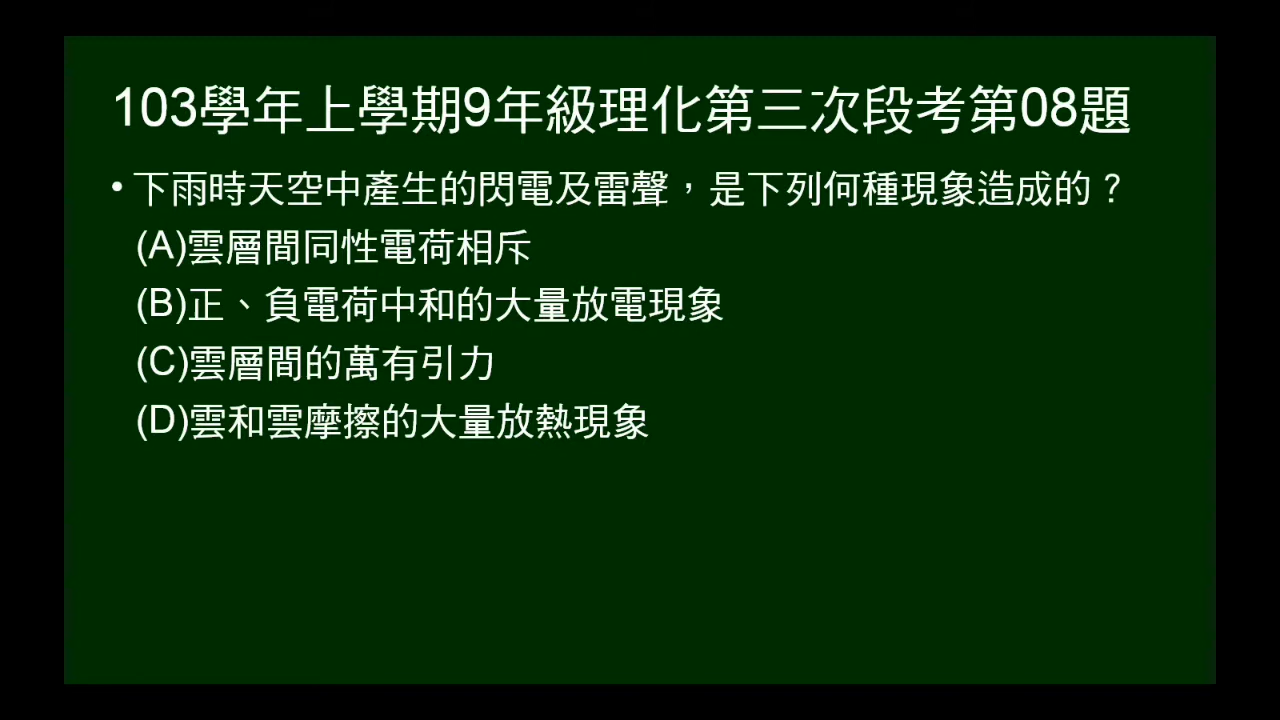 103學年上學期9年級理化第三次段考第08題
•下雨時天空中產生的閃電及雷聲，是下列何種現象造成的？
(A)雲層間同性電荷相斥
(B)正、負電荷中和的大量放電現象
(C)雲層間的萬有引力
(D)雲和雲摩擦的大量放熱現象